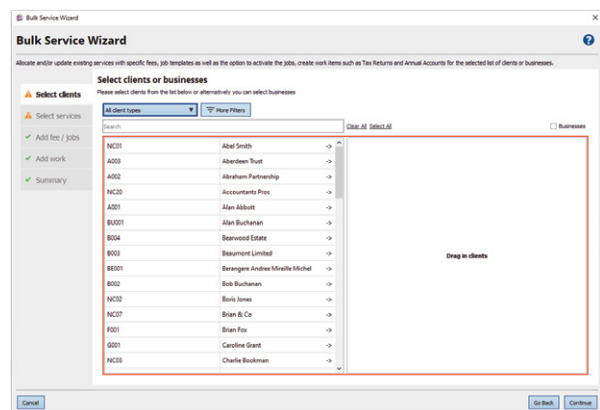 Bulk Service Wizard
Bulk Service Wizard
Allocate and/or update existing services with specific fees, job templates as well as the option to activate the jobs, create work items such as Tax Returns and Annual Accounts for the selected list of clients or businesses.
Select clients
Select services
Add fee / jobs
Add work
Summary
Select clients or businesses
Please select clients from the list below or alternatively you can select businesses
All client types More Filters
Search Clear All Select All Businesses
NC01 Abel Smith ->
A003 Aberdeen Trust ->
A002 Abraham Partnership ->
NC20 Accountants Pros ->
A001 Alan Abbott ->
BU001 Alan Buchanan ->
B004 Bearwood Estate ->
B003 Beaumont Limited ->
BE001 Berangere Andree Mireille Michel ->
B002 Bob Buchanan ->
NC02 Boris Jones ->
NC07 Brian & Co ->
F001 Brian Fox ->
G001 Caroline Grant ->
NC03 Charlie Bookman ->
Drag in clients
Cancel Go Back Continue